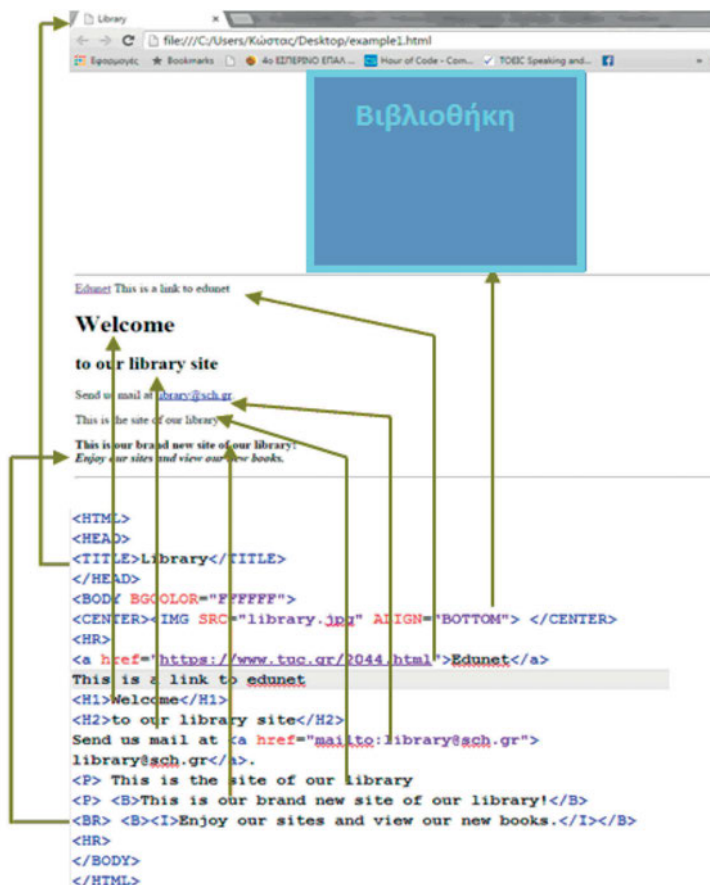 Library ×
file:///C:/Users/Κώστας/Desktop/example1.html
Εφαρμογές Bookmarks 4ο ΕΣΠΕΡΙΝΟ ΕΠΑΛ ... Hour of Code - Com... TOEIC Speaking and... »
Βιβλιοθήκη
Edunet This is a link to edunet
Welcome
to our library site
Send us mail at library@sch.gr.
This is the site of our library
This is our brand new site of our library!
Enjoy our sites and view our new books.
<HTML>
<HEAD>
<TITLE>Library</TITLE>
</HEAD>
<BODY BGCOLOR="FFFFFF">
<CENTER><IMG SRC="library.jpg" ALIGN="BOTTOM"> </CENTER>
<HR>
<a href="https://www.tuc.gr/2044.html">Edunet</a>
This is a link to edunet
<H1>Welcome</H1>
<H2>to our library site</H2>
Send us mail at <a href="mailto:library@sch.gr">
library@sch.gr</a>.
<P> This is the site of our library
<P> <B>This is our brand new site of our library!</B>
<BR> <B><I>Enjoy our sites and view our new books.</I></B>
<HR>
</BODY>
</HTML>